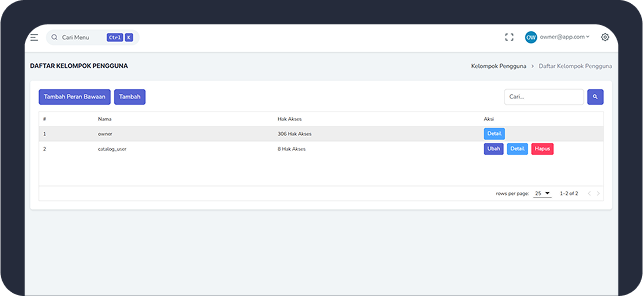 Cari Menu Ctrl K OW owner@app.com
DAFTAR KELOMPOK PENGGUNA Kelompok Pengguna › Daftar Kelompok Pengguna
Tambah Peran Bawaan Tambah Cari...
# Nama Hak Akses Aksi
1 owner 306 Hak Akses Detail
2 catalog_user 8 Hak Akses Ubah Detail Hapus
rows per page: 25 1-2 of 2